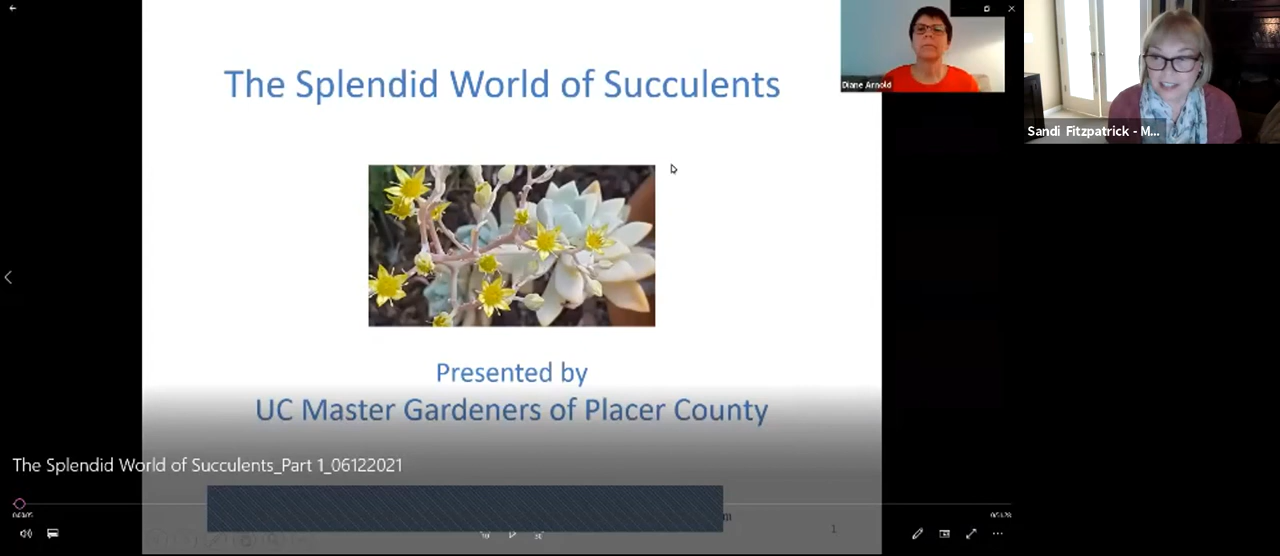 The Splendid World of Succulents
Diane Arnold
Sandi Fitzpatrick - M...
Presented by
UC Master Gardeners of Placer County
The Splendid World of Succulents_Part 1_06122021
m
1